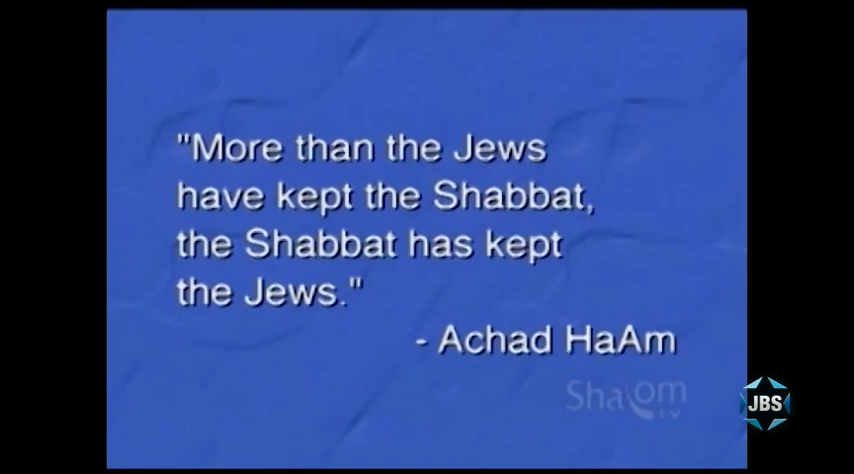 "More than the Jews
have kept the Shabbat,
the Shabbat has kept
the Jews."
- Achad HaAm
Shalom
TV
JBS